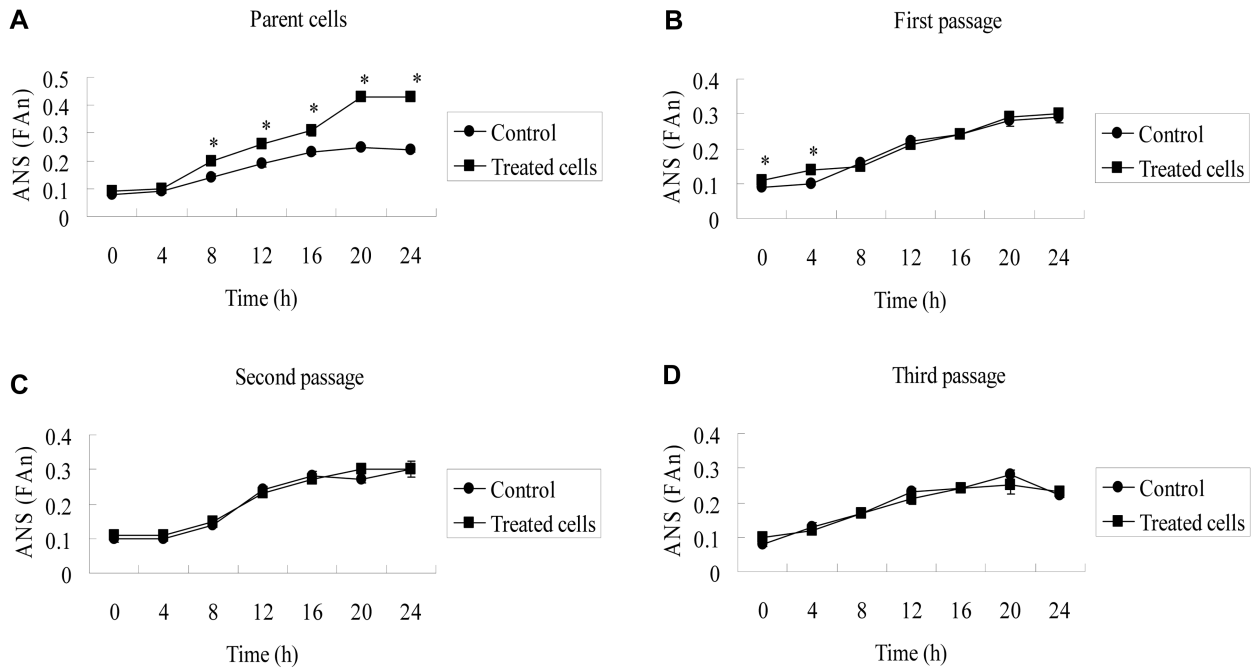 A
Parent cells
0.5
0.4
0.3
0.2
0.1
0
ANS (FAn)
* * * * *
0 4 8 12 16 20 24
Time (h)
Control
Treated cells
B
First passage
0.4
0.3
0.2
0.1
0
ANS (FAn)
* *
0 4 8 12 16 20 24
Time (h)
Control
Treated cells
C
Second passage
0.4
0.3
0.2
0.1
0
ANS (FAn)
0 4 8 12 16 20 24
Time (h)
Control
Treated cells
D
Third passage
0.4
0.3
0.2
0.1
0
ANS (FAn)
0 4 8 12 16 20 24
Time (h)
Control
Treated cells